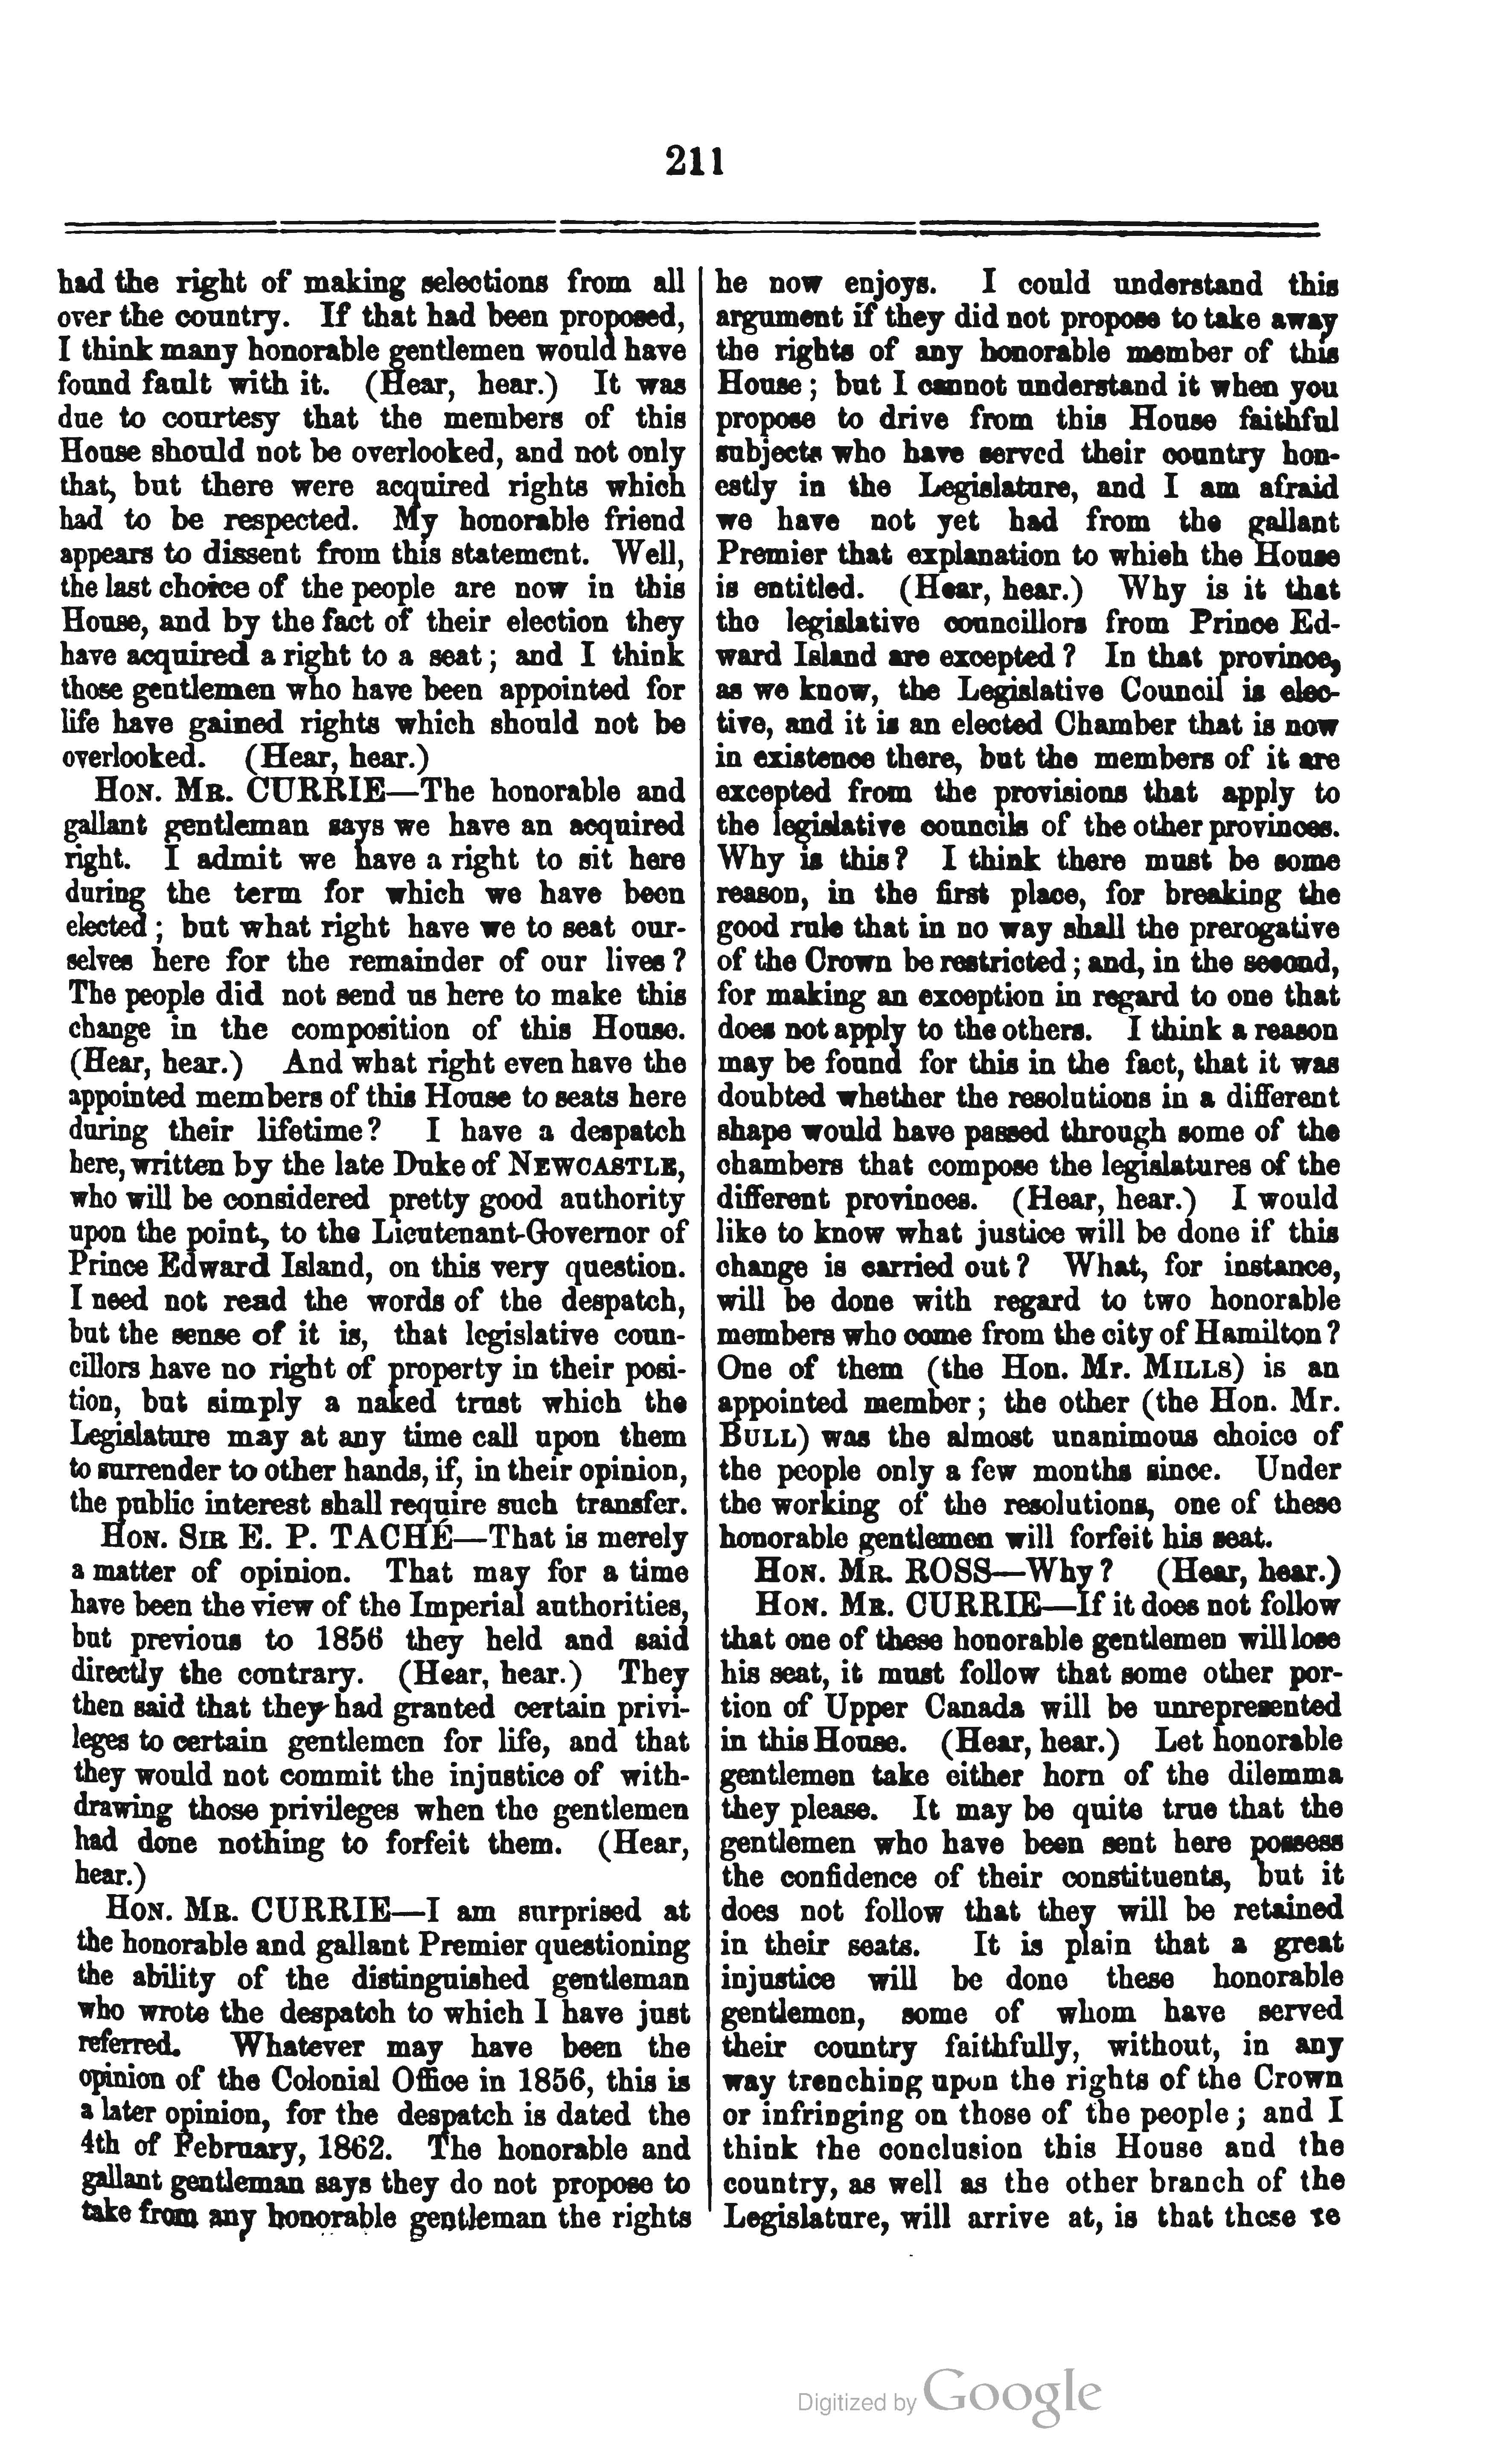 211
had the right of making selections from all
over the country. If that had been proposed,
I think many honorable gentlemen would have
found fault with it. (Hear, hear.) It was
due to courtesy that the members of this
House should not be overlooked, and not only
that, but there were acquired rights which
had to be respected. My honorable friend
appears to dissent from this statement. Well,
the last choice of the people are now in this
House, and by the fact of their election they
have acquired a right to a seat; and I think
those gentlemen who have been appointed for
life have gained rights which should not be
overlooked. (Hear, hear.)
HON. MR. CURRIE—The honorable and
gallant gentleman says we have an acquired
right. I admit we have a right to sit here
during the term for which we have been
elected; but what right have we to seat our-
selves here for the remainder of our lives?
The people did not send us here to make this
change in the composition of this House.
(Hear, hear.) And what right even have the
appointed members of this House to seats here
during their lifetime? I have a despatch
here, written by the late Duke of NEWCASTLE,
who will be considered pretty good authority
upon the point, to the Lieutenant-Governor of
Prince Edward Island, on this very question.
I need not read the words of the despatch,
but the sense of it is, that legislative coun-
cillors have no right of property in their posi-
tion, but simply a naked trust which the
Legislature may at any time call upon them
to surrender to other hands, if, in their opinion,
the public interest shall require such transfer.
HON. SIR E. P. TACHÉ—That is merely
a matter of opinion. That may for a time
have been the view of the Imperial authorities,
but previous to 1856 they held and said
directly the contrary. (Hear, hear.) They
then said that they had granted certain privi-
leges to certain gentlemen for life, and that
they would not commit the injustice of with-
drawing those privileges when the gentlemen
had done nothing to forfeit them. (Hear,
hear.)
HON. MR. CURRIE—I am surprised at
the honorable and gallant Premier questioning
the ability of the distinguished gentleman
who wrote the despatch to which I have just
referred. Whatever may have been the
opinion of the Colonial Office in 1856, this is
a later opinion, for the despatch is dated the
4th of February, 1862. The honorable and
gallant gentleman says they do not propose to
take from any honorable gentleman the rights
he now enjoys. I could understand this
argument if they did not propose to take away
the rights of any honorable member of this
House; but I cannot understand it when you
propose to drive from this House faithful
subjects who have served their country hon-
estly in the Legislature, and I am afraid
we have not yet had from the gallant
Premier that explanation to which the House
is entitled. (Hear, hear.) Why is it that
the legislative councillors from Prince Ed-
ward Island are excepted? In that province,
as we know, the Legislative Council is elec-
tive, and it is an elected Chamber that is now
in existence there, but the members of it are
excepted from the provisions that apply to
the legislative councils of the other provinces.
Why is this? I think there must be some
reason, in the first place, for breaking the
good rule that in no way shall the prerogative
of the Crown be restricted; and, in the second,
for making an exception in regard to one that
does not apply to the others. I think a reason
may be found for this in the fact, that it was
doubted whether the resolutions in a different
shape would have passed through some of the
chambers that compose the legislatures of the
different provinces. (Hear, hear.) I would
like to know what justice will be done if this
change is carried out? What, for instance,
will be done with regard to two honorable
members who come from the city of Hamilton?
One of them (the Hon. Mr. MILLS) is an
appointed member; the other (the Hon. Mr.
BULL) was the almost unanimous choice of
the people only a few months since. Under
the working of the resolutions, one of these
honorable gentlemen will forfeit his seat.
HON. MR. ROSS—Why? (Hear, hear.)
HON. MR. CURRIE—If it does not follow
that one of these honorable gentlemen will lose
his seat, it must follow that some other por-
tion of Upper Canada will be unrepresented
in this House. (Hear, hear.) Let honorable
gentlemen take either horn of the dilemma
they please. It may be quite true that the
gentlemen who have been sent here possess
the confidence of their constituents, but it
does not follow that they will be retained
in their seats. It is plain that a great
injustice will be done these honorable
gentlemen, some of whom have served
their country faithfully, without, in any
way trenching upon the rights of the Crown
or infringing on those of the people; and I
think the conclusion this House and the
country, as well as the other branch of the
Legislature, will arrive at, is that these re
Digitized by Google